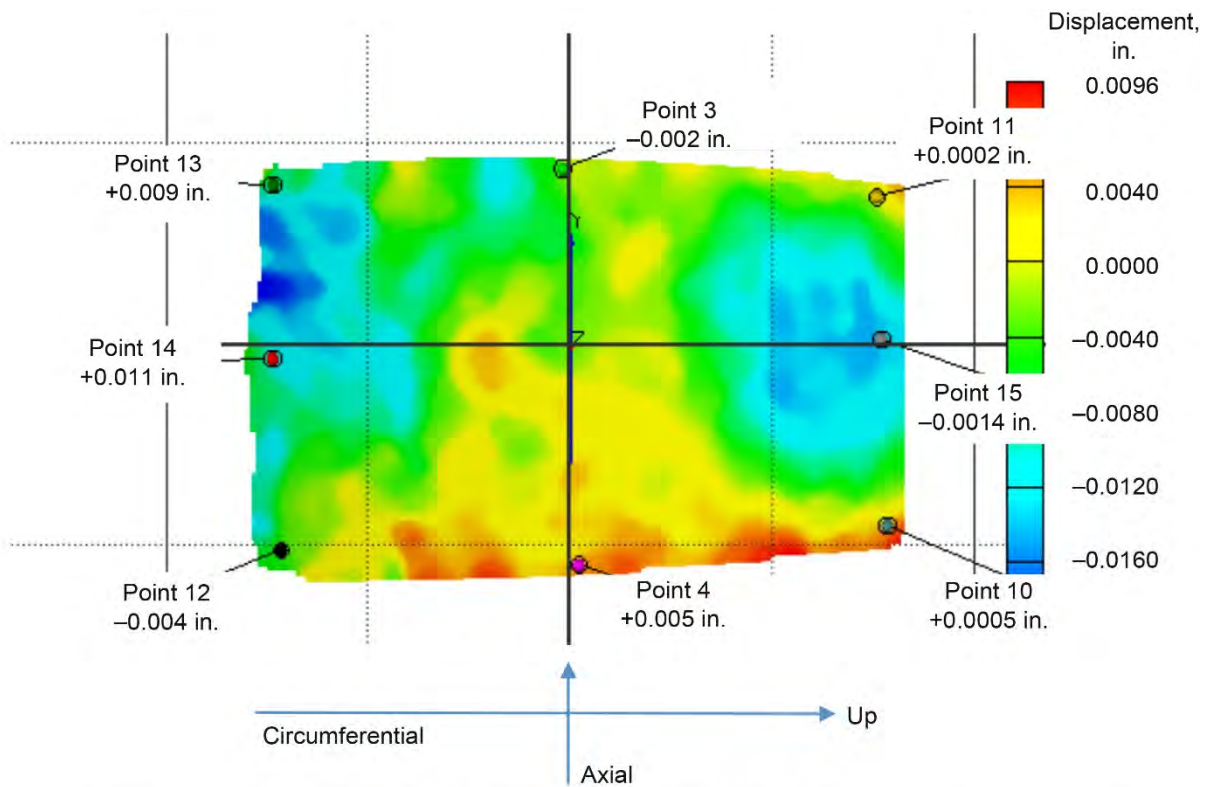 Displacement,
in.
0.0096
0.0040
0.0000
–0.0040
–0.0080
–0.0120
–0.0160
Point 3
–0.002 in.
Point 11
+0.0002 in.
Point 13
+0.009 in.
Y
Z
Point 14
+0.011 in.
Point 15
–0.0014 in.
Point 12
–0.004 in.
Point 4
+0.005 in.
Point 10
+0.0005 in.
Up
Circumferential
Axial